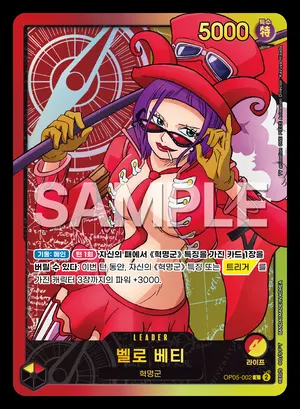 5000
특수
特
SAMPLE
기동: 메인 턴 1회 자신의 패에서 《혁명군》 특징을 가진 카드 1장을
버릴 수 있다: 이번 턴 동안, 자신의 《혁명군》 특징 또는 트리거 를
가진 캐릭터 3장까지의 파워 +3000.
LEADER
벨로 베티
혁명군
4
라이프
OP05-002 L 2